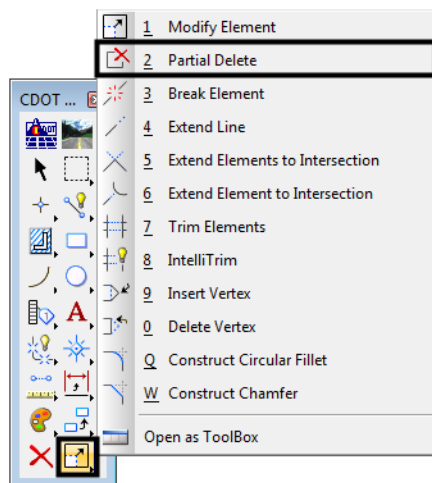 1 Modify Element
2 Partial Delete
3 Break Element
4 Extend Line
5 Extend Elements to Intersection
6 Extend Element to Intersection
7 Trim Elements
8 IntelliTrim
9 Insert Vertex
0 Delete Vertex
Q Construct Circular Fillet
W Construct Chamfer
Open as ToolBox
CDOT ...
A